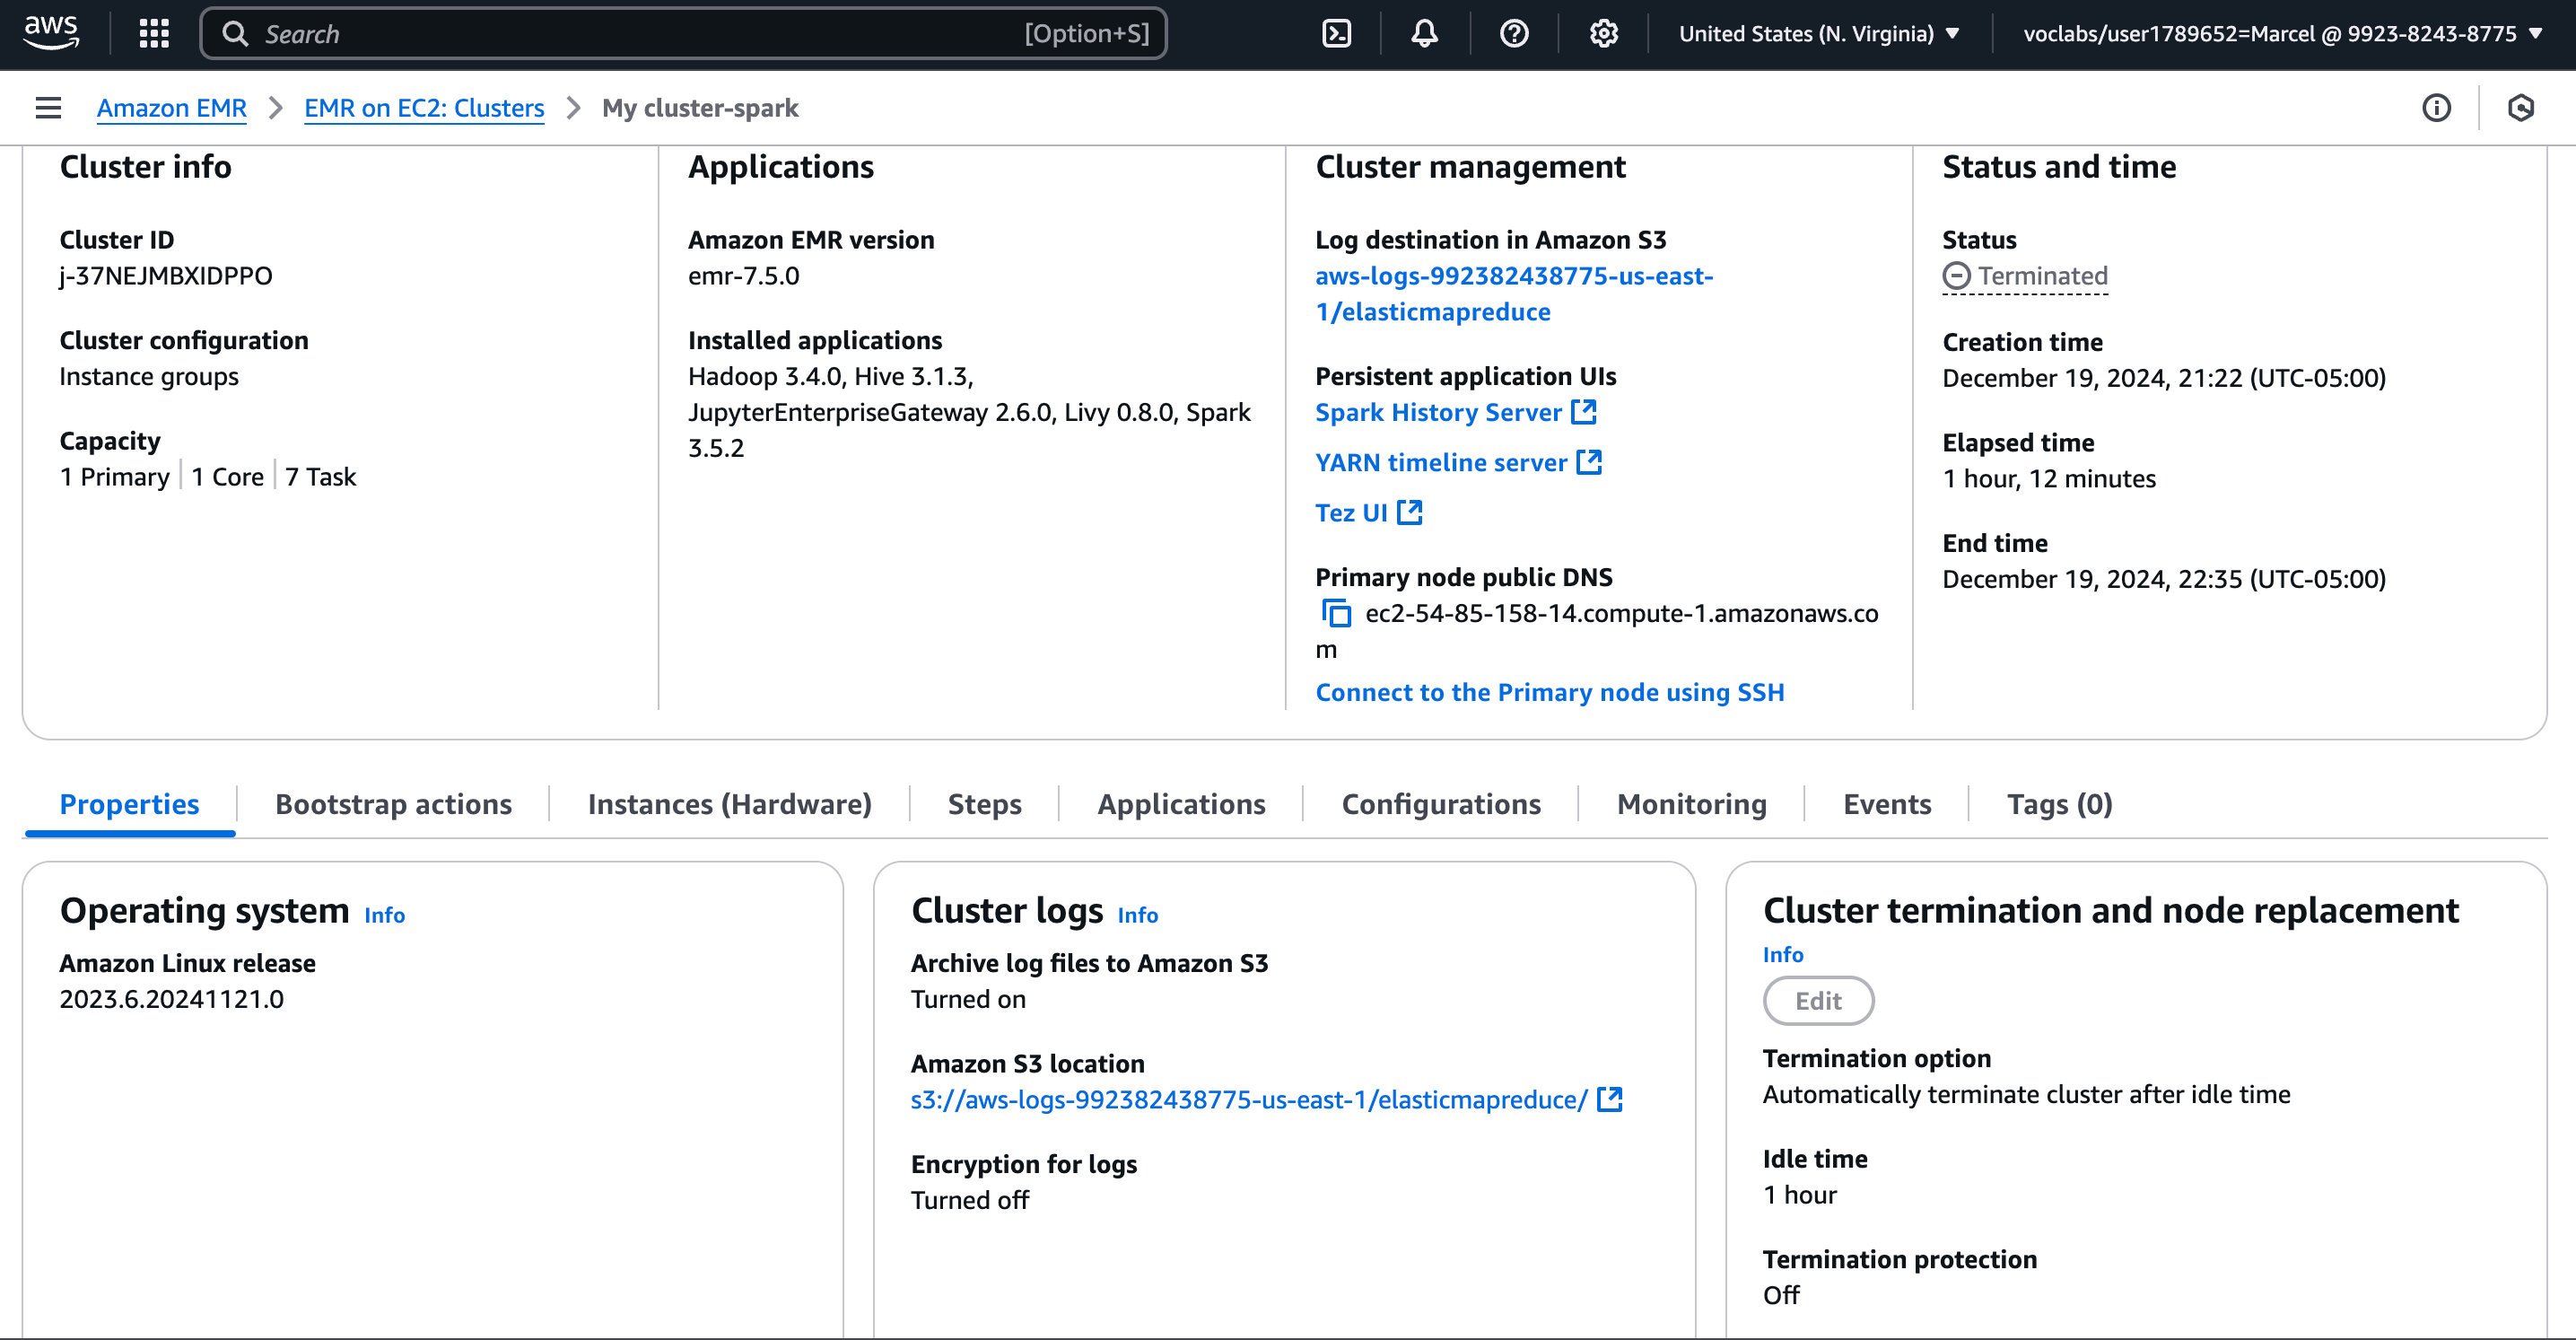 aws
Search
[Option+S]
United States (N. Virginia)
voclabs/user1789652=Marcel @ 9923-8243-8775
Amazon EMR
EMR on EC2: Clusters
My cluster-spark
Cluster info
Cluster ID
j-37NEJMBXIDPPO
Cluster configuration
Instance groups
Capacity
1 Primary
1 Core
7 Task
Applications
Amazon EMR version
emr-7.5.0
Installed applications
Hadoop 3.4.0, Hive 3.1.3,
JupyterEnterpriseGateway 2.6.0, Livy 0.8.0, Spark
3.5.2
Cluster management
Log destination in Amazon S3
aws-logs-992382438775-us-east-
1/elasticmapreduce
Persistent application UIs
Spark History Server
YARN timeline server
Tez UI
Primary node public DNS
ec2-54-85-158-14.compute-1.amazonaws.co
m
Connect to the Primary node using SSH
Status and time
Status
Terminated
Creation time
December 19, 2024, 21:22 (UTC-05:00)
Elapsed time
1 hour, 12 minutes
End time
December 19, 2024, 22:35 (UTC-05:00)
Properties
Bootstrap actions
Instances (Hardware)
Steps
Applications
Configurations
Monitoring
Events
Tags (0)
Operating system Info
Amazon Linux release
2023.6.20241121.0
Cluster logs Info
Archive log files to Amazon S3
Turned on
Amazon S3 location
s3://aws-logs-992382438775-us-east-1/elasticmapreduce/
Encryption for logs
Turned off
Cluster termination and node replacement
Info
Edit
Termination option
Automatically terminate cluster after idle time
Idle time
1 hour
Termination protection
Off